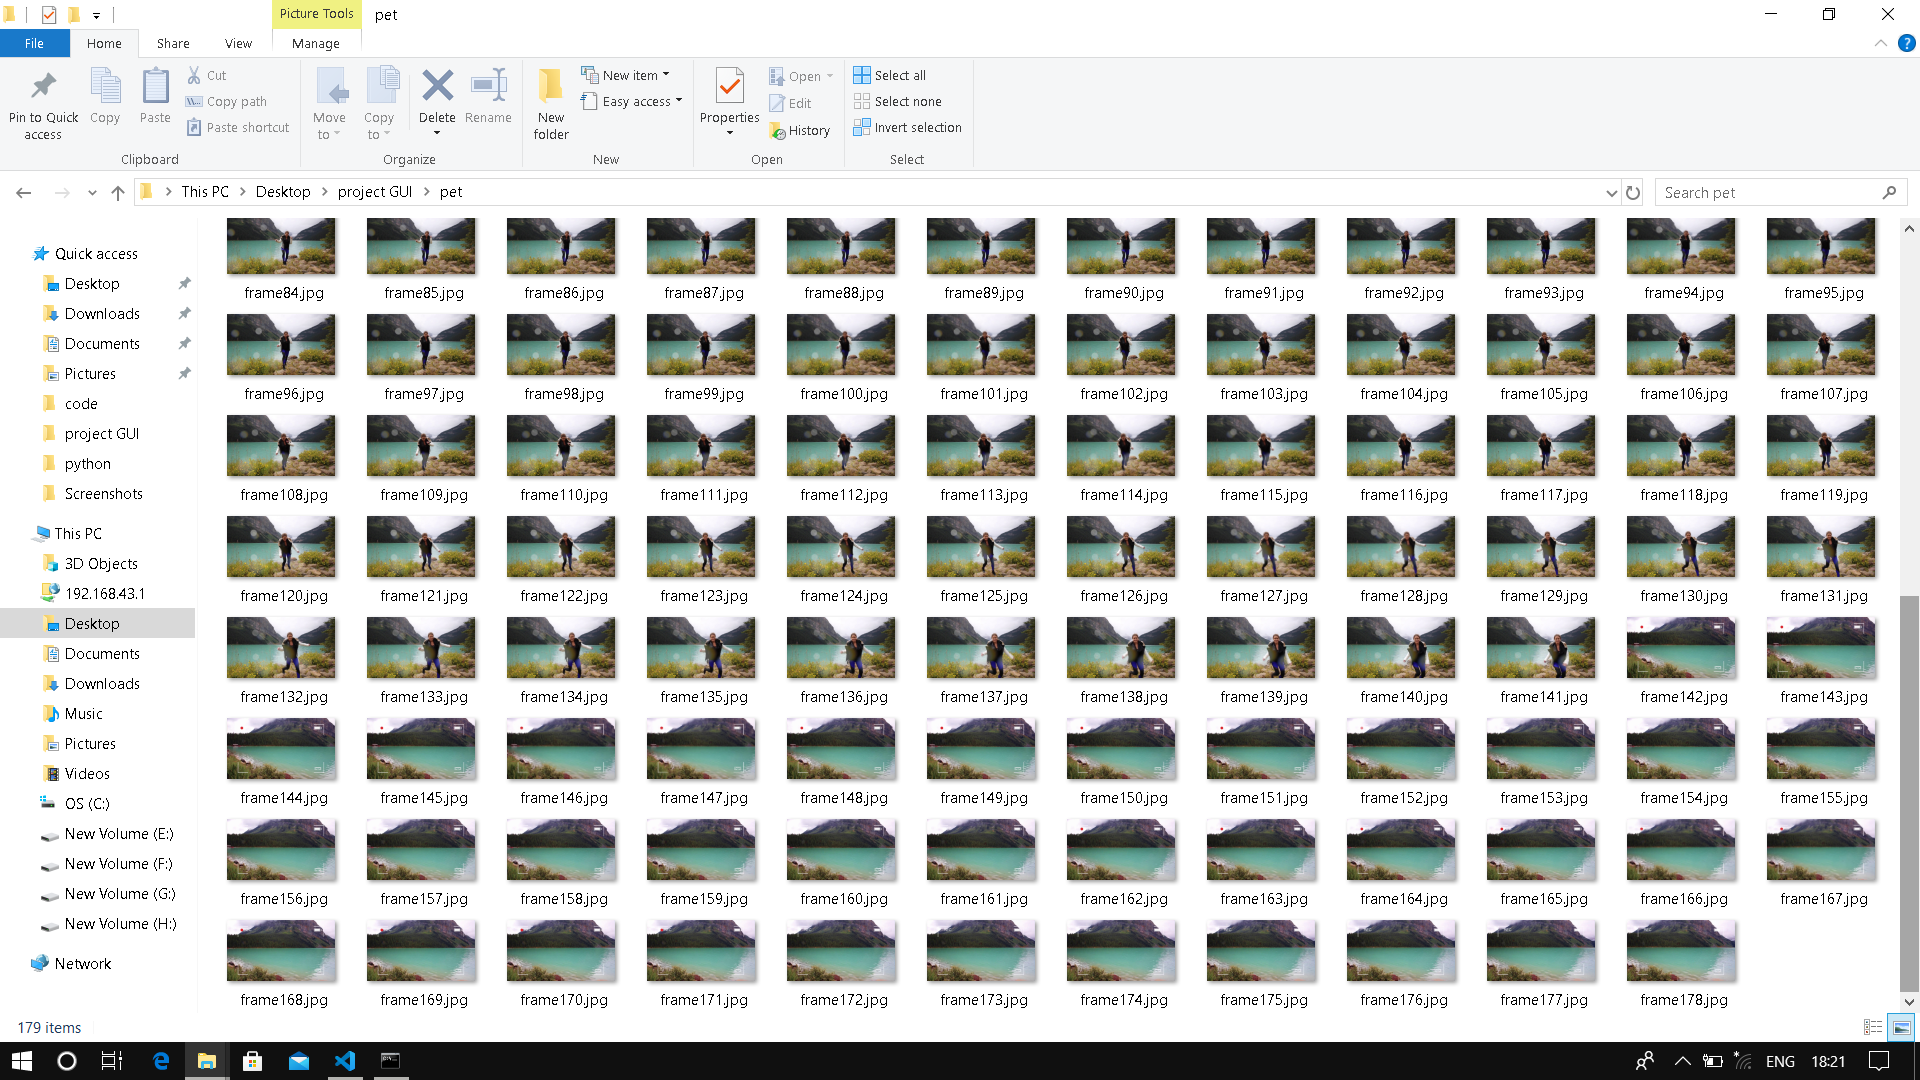 Picture Tools
pet
File
Home
Share
View
Manage
Pin to Quick access
Copy
Paste
Cut
Copy path
Paste shortcut
Clipboard
Move to
Copy to
Delete
Rename
Organize
New folder
New item
Easy access
New
Properties
Open
Edit
History
Open
Select all
Select none
Invert selection
Select
This PC > Desktop > project GUI > pet
Search pet
Quick access
Desktop
Downloads
Documents
Pictures
code
project GUI
python
Screenshots
This PC
3D Objects
192.168.43.1
Desktop
Documents
Downloads
Music
Pictures
Videos
OS (C:)
New Volume (E:)
New Volume (F:)
New Volume (G:)
New Volume (H:)
Network
frame84.jpg frame85.jpg frame86.jpg frame87.jpg frame88.jpg frame89.jpg frame90.jpg frame91.jpg frame92.jpg frame93.jpg frame94.jpg frame95.jpg
frame96.jpg frame97.jpg frame98.jpg frame99.jpg frame100.jpg frame101.jpg frame102.jpg frame103.jpg frame104.jpg frame105.jpg frame106.jpg frame107.jpg
frame108.jpg frame109.jpg frame110.jpg frame111.jpg frame112.jpg frame113.jpg frame114.jpg frame115.jpg frame116.jpg frame117.jpg frame118.jpg frame119.jpg
frame120.jpg frame121.jpg frame122.jpg frame123.jpg frame124.jpg frame125.jpg frame126.jpg frame127.jpg frame128.jpg frame129.jpg frame130.jpg frame131.jpg
frame132.jpg frame133.jpg frame134.jpg frame135.jpg frame136.jpg frame137.jpg frame138.jpg frame139.jpg frame140.jpg frame141.jpg frame142.jpg frame143.jpg
frame144.jpg frame145.jpg frame146.jpg frame147.jpg frame148.jpg frame149.jpg frame150.jpg frame151.jpg frame152.jpg frame153.jpg frame154.jpg frame155.jpg
frame156.jpg frame157.jpg frame158.jpg frame159.jpg frame160.jpg frame161.jpg frame162.jpg frame163.jpg frame164.jpg frame165.jpg frame166.jpg frame167.jpg
frame168.jpg frame169.jpg frame170.jpg frame171.jpg frame172.jpg frame173.jpg frame174.jpg frame175.jpg frame176.jpg frame177.jpg frame178.jpg
179 items
ENG
18:21